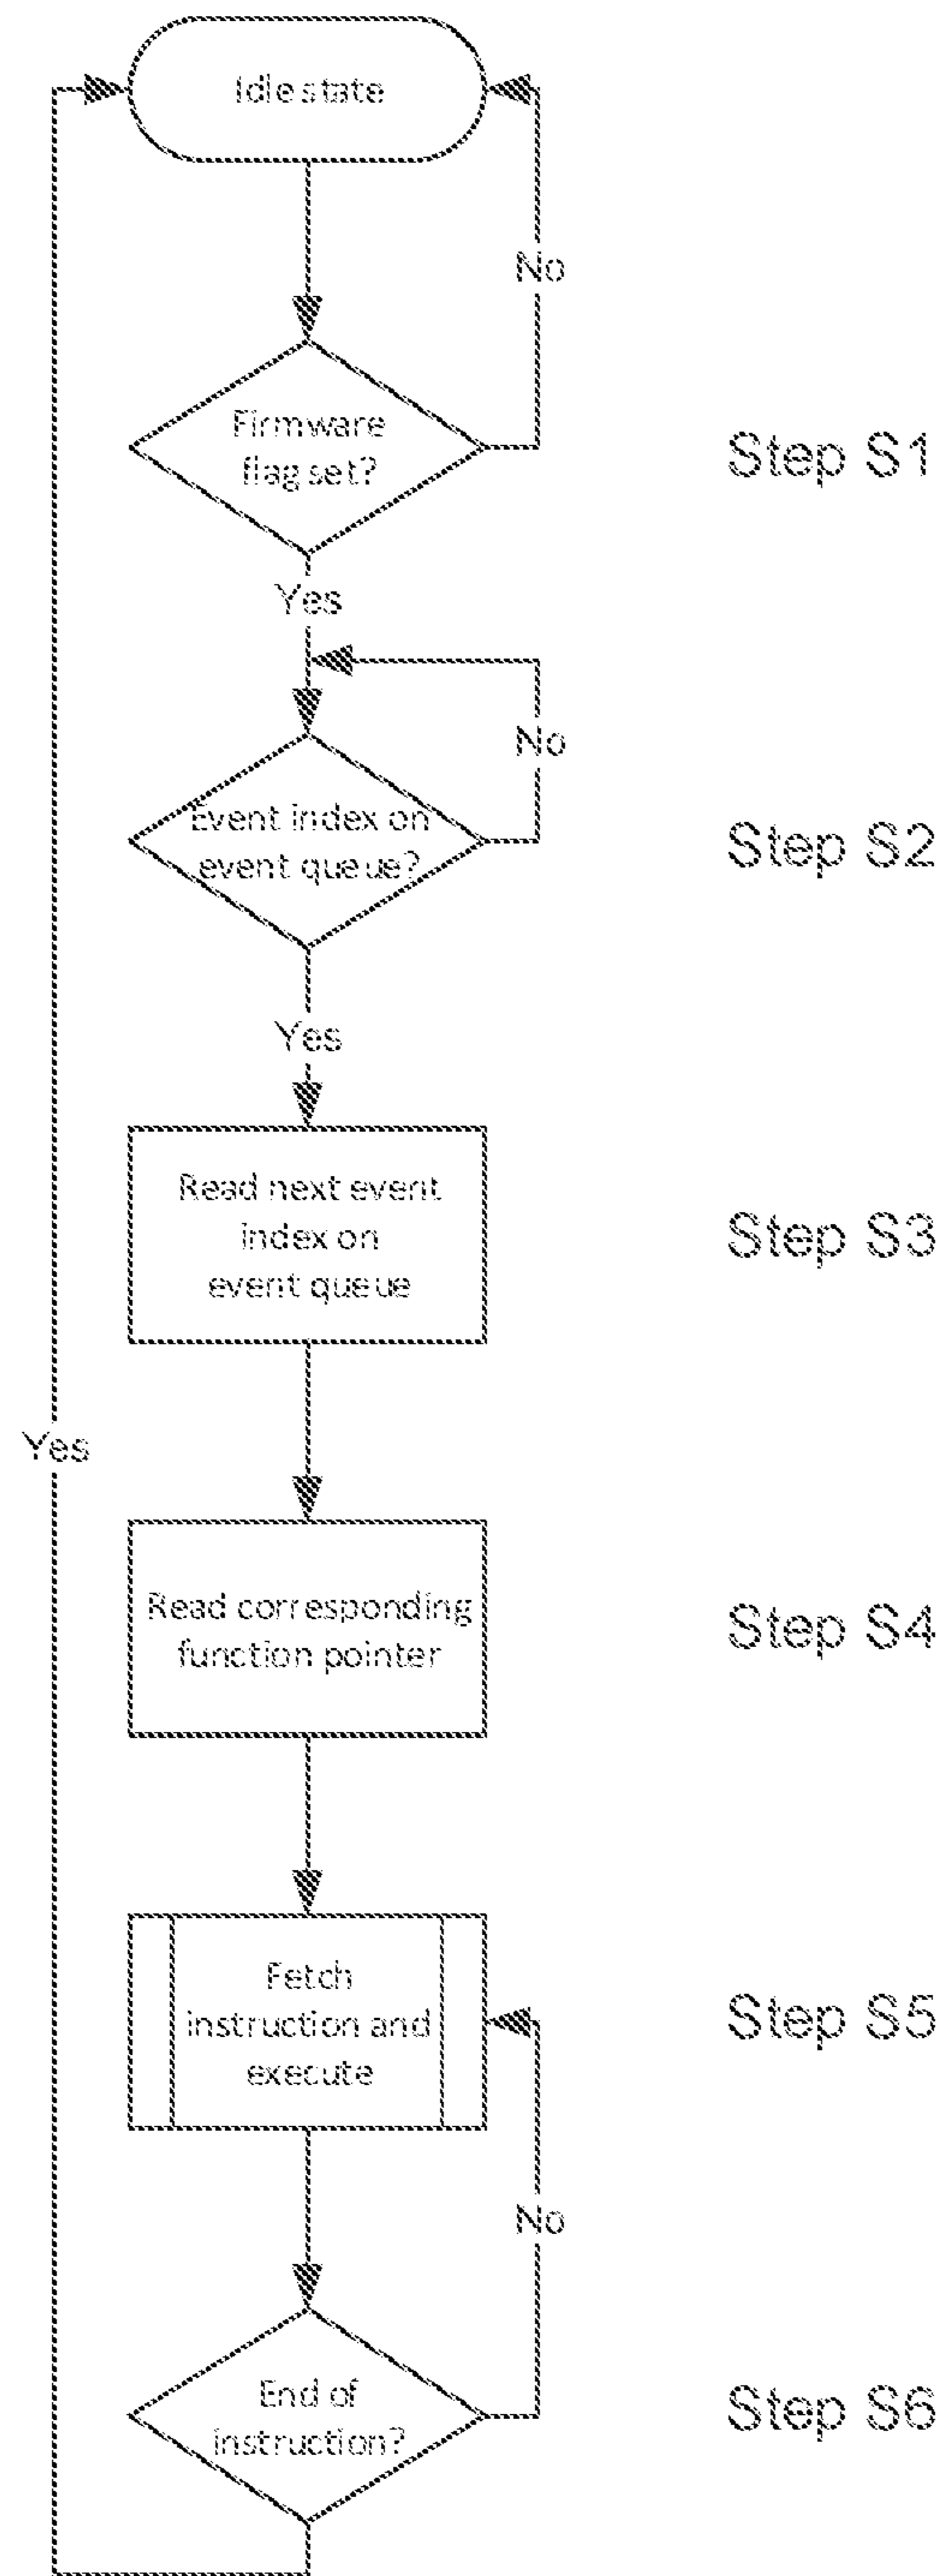 Idle state
No
Firmware
flag set?
Step S1
Yes
No
Event index on
event queue?
Step S2
Yes
Read next event
index on
event queue
Step S3
Yes
Read corresponding
function pointer
Step S4
Fetch
instruction and
execute
Step S5
No
End of
instruction?
Step S6